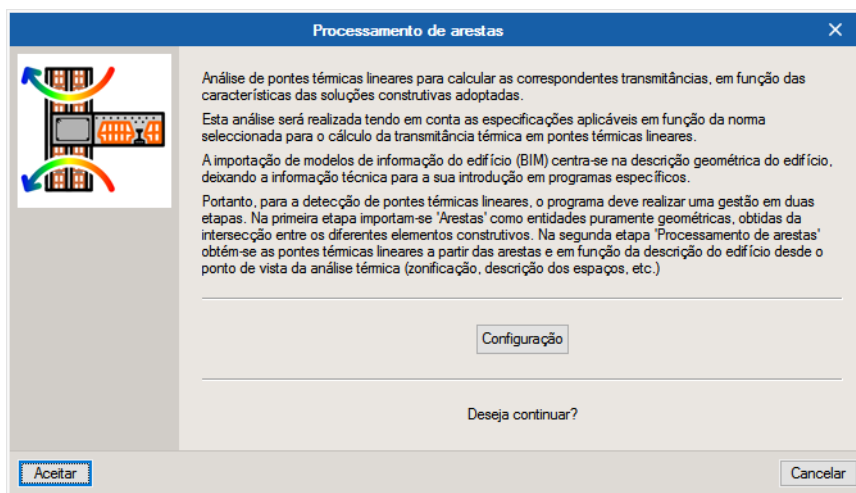 Processamento de arestas
Análise de pontes térmicas lineares para calcular as correspondentes transmitâncias, em função das
características das soluções construtivas adoptadas.
Esta análise será realizada tendo em conta as especificações aplicáveis em função da norma
seleccionada para o cálculo da transmitância térmica em pontes térmicas lineares.
A importação de modelos de informação do edifício (BIM) centra-se na descrição geométrica do edifício,
deixando a informação técnica para a sua introdução em programas específicos.
Portanto, para a detecção de pontes térmicas lineares, o programa deve realizar uma gestão em duas
etapas. Na primeira etapa importam-se 'Arestas' como entidades puramente geométricas, obtidas da
intersecção entre os diferentes elementos construtivos. Na segunda etapa 'Processamento de arestas'
obtém-se as pontes térmicas lineares a partir das arestas e em função da descrição do edifício desde o
ponto de vista da análise térmica (zonificação, descrição dos espaços, etc.)
Configuração
Deseja continuar?
Aceitar
Cancelar